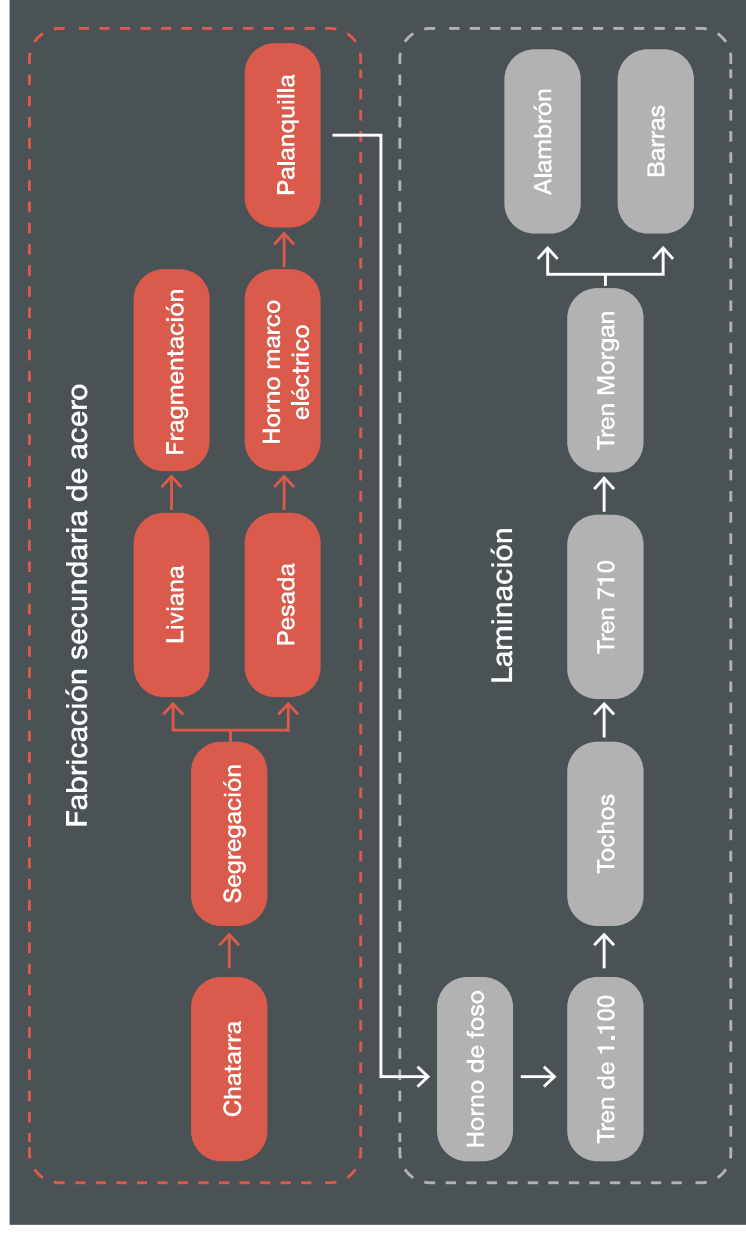 Fabricación secundaria de acero
Chatarra
Segregación
Liviana
Fragmentación
Pesada
Horno marco
eléctrico
Palanquilla
Laminación
Horno de foso
Tren de 1.100
Tochos
Tren 710
Tren Morgan
Alambrón
Barras